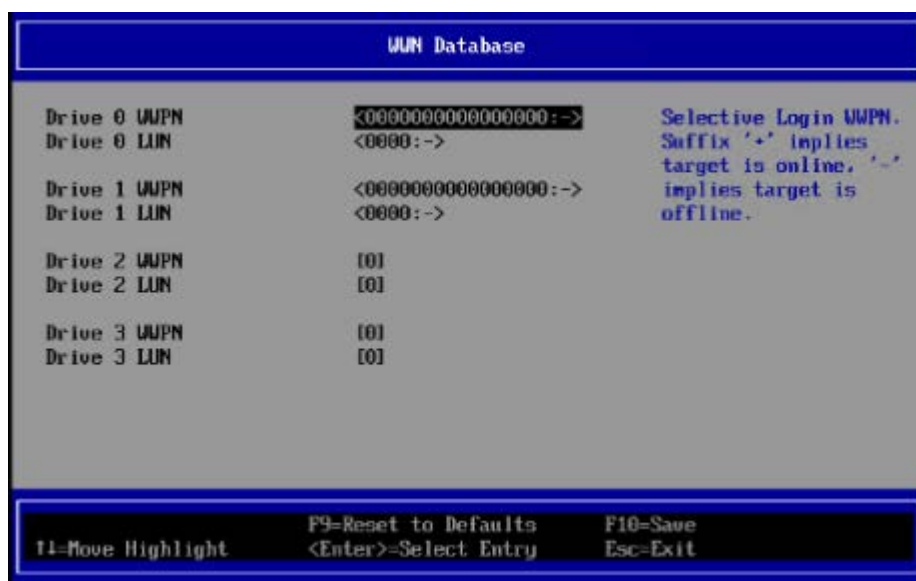 WWN Database
Drive 0 WWPN <0000000000000000:->
Drive 0 LUN <0000:->
Drive 1 WWPN <0000000000000000:->
Drive 1 LUN <0000:->
Drive 2 WWPN [0]
Drive 2 LUN [0]
Drive 3 WWPN [0]
Drive 3 LUN [0]
Selective Login WWPN.
Suffix '+' implies
target is online, '-'
implies target is
offline.
F9=Reset to Defaults F10=Save
↑↓=Move Highlight <Enter>=Select Entry Esc=Exit